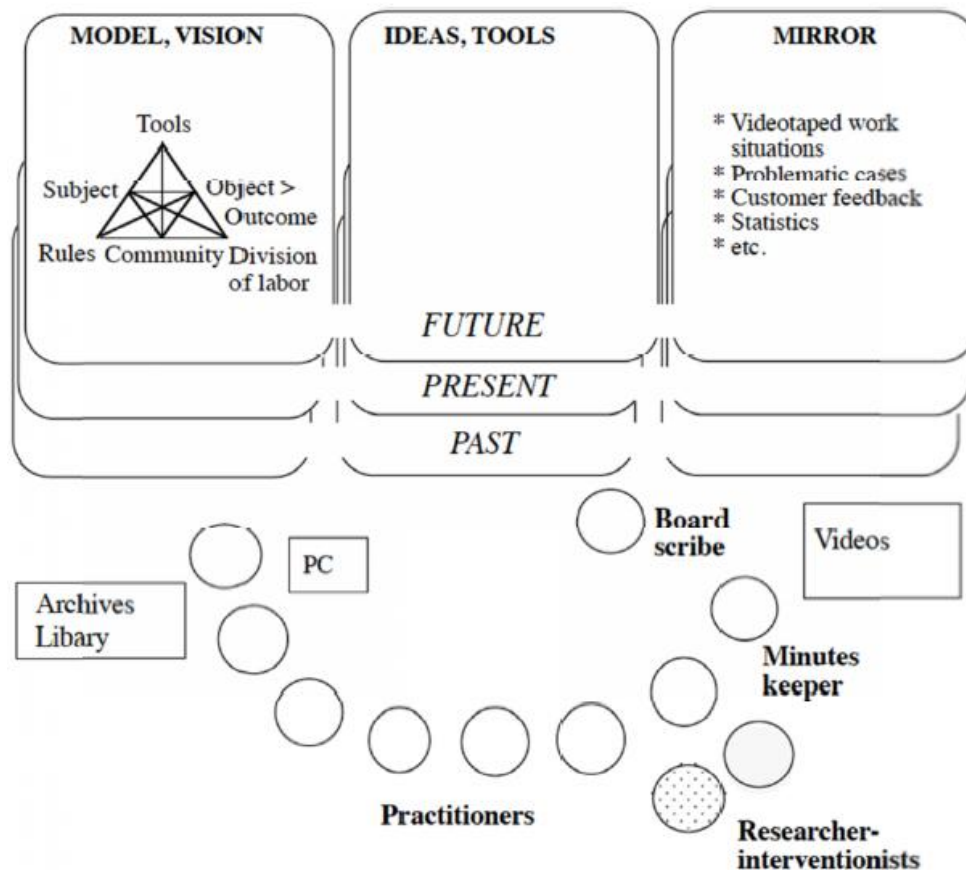 MODEL, VISION
IDEAS, TOOLS
MIRROR
Tools
Subject
Object >
Outcome
Rules
Community
Division
of labor
* Videotaped work
situations
* Problematic cases
* Customer feedback
* Statistics
* etc.
FUTURE
PRESENT
PAST
Board
scribe
Videos
PC
Archives
Libary
Minutes
keeper
Practitioners
Researcher-
interventionists